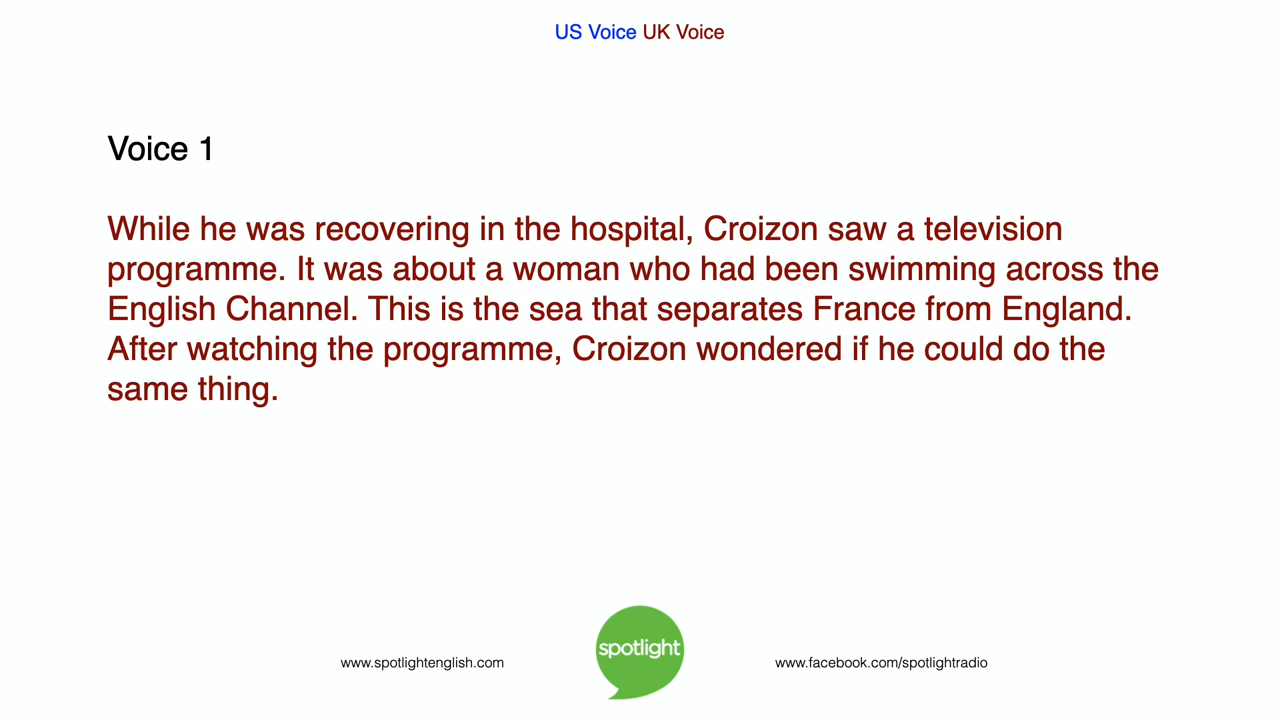 US Voice UK Voice
Voice 1
While he was recovering in the hospital, Croizon saw a television
programme. It was about a woman who had been swimming across the
English Channel. This is the sea that separates France from England.
After watching the programme, Croizon wondered if he could do the
same thing.
spotlight
www.spotlightenglish.com
www.facebook.com/spotlightradio